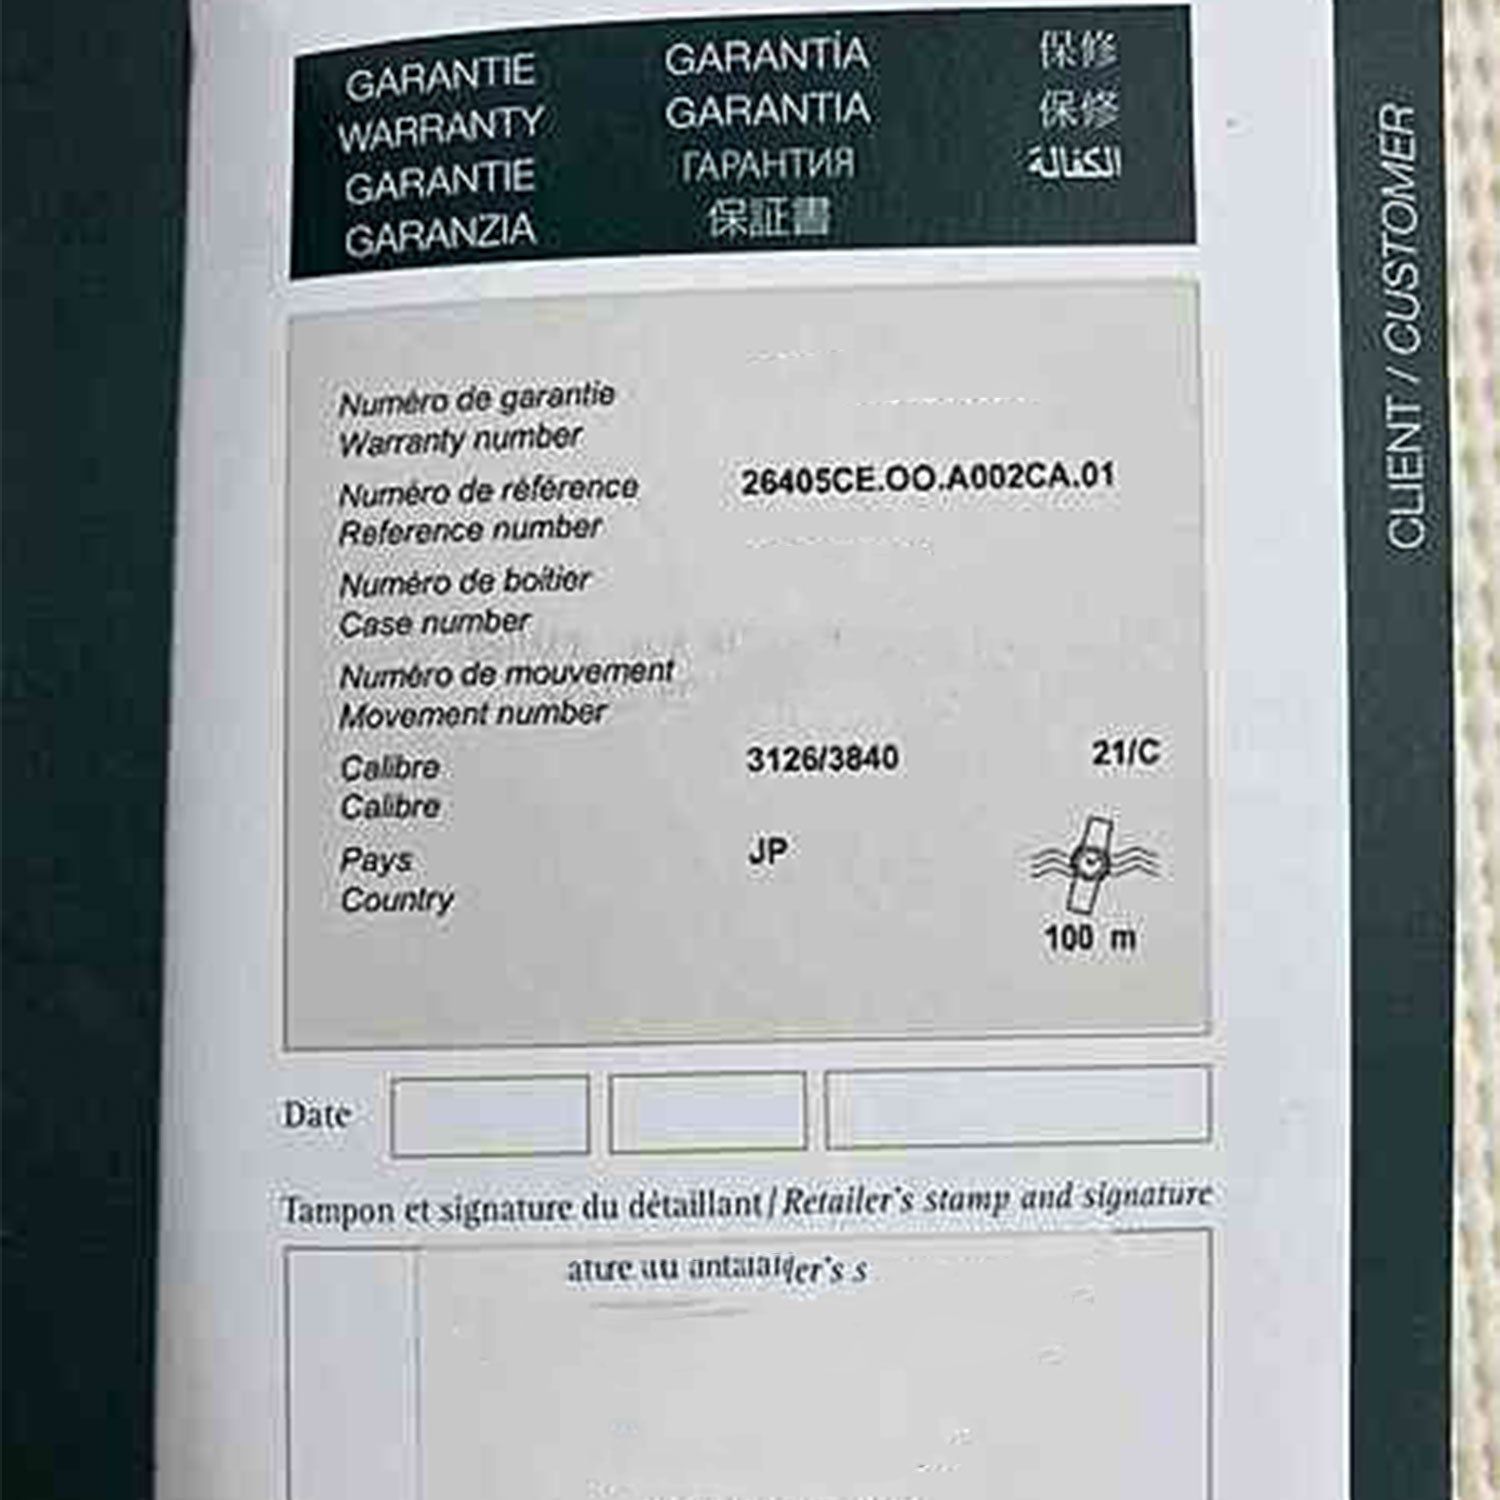 GARANTIE
WARRANTY
GARANTIE
GARANZIA
GARANTÍA
GARANTIA
ГАРАНТИЯ
保証書
保修
保修
الكفالة
CLIENT / CUSTOMER
Numéro de garantie
Warranty number
Numéro de référence 26405CE.OO.A002CA.01
Reference number
Numéro de boîtier
Case number
Numéro de mouvement
Movement number
Calibre 3126/3840 21/C
Calibre
Pays JP
Country
100 m
Date
Tampon et signature du détaillant / Retailer's stamp and signature
er's s